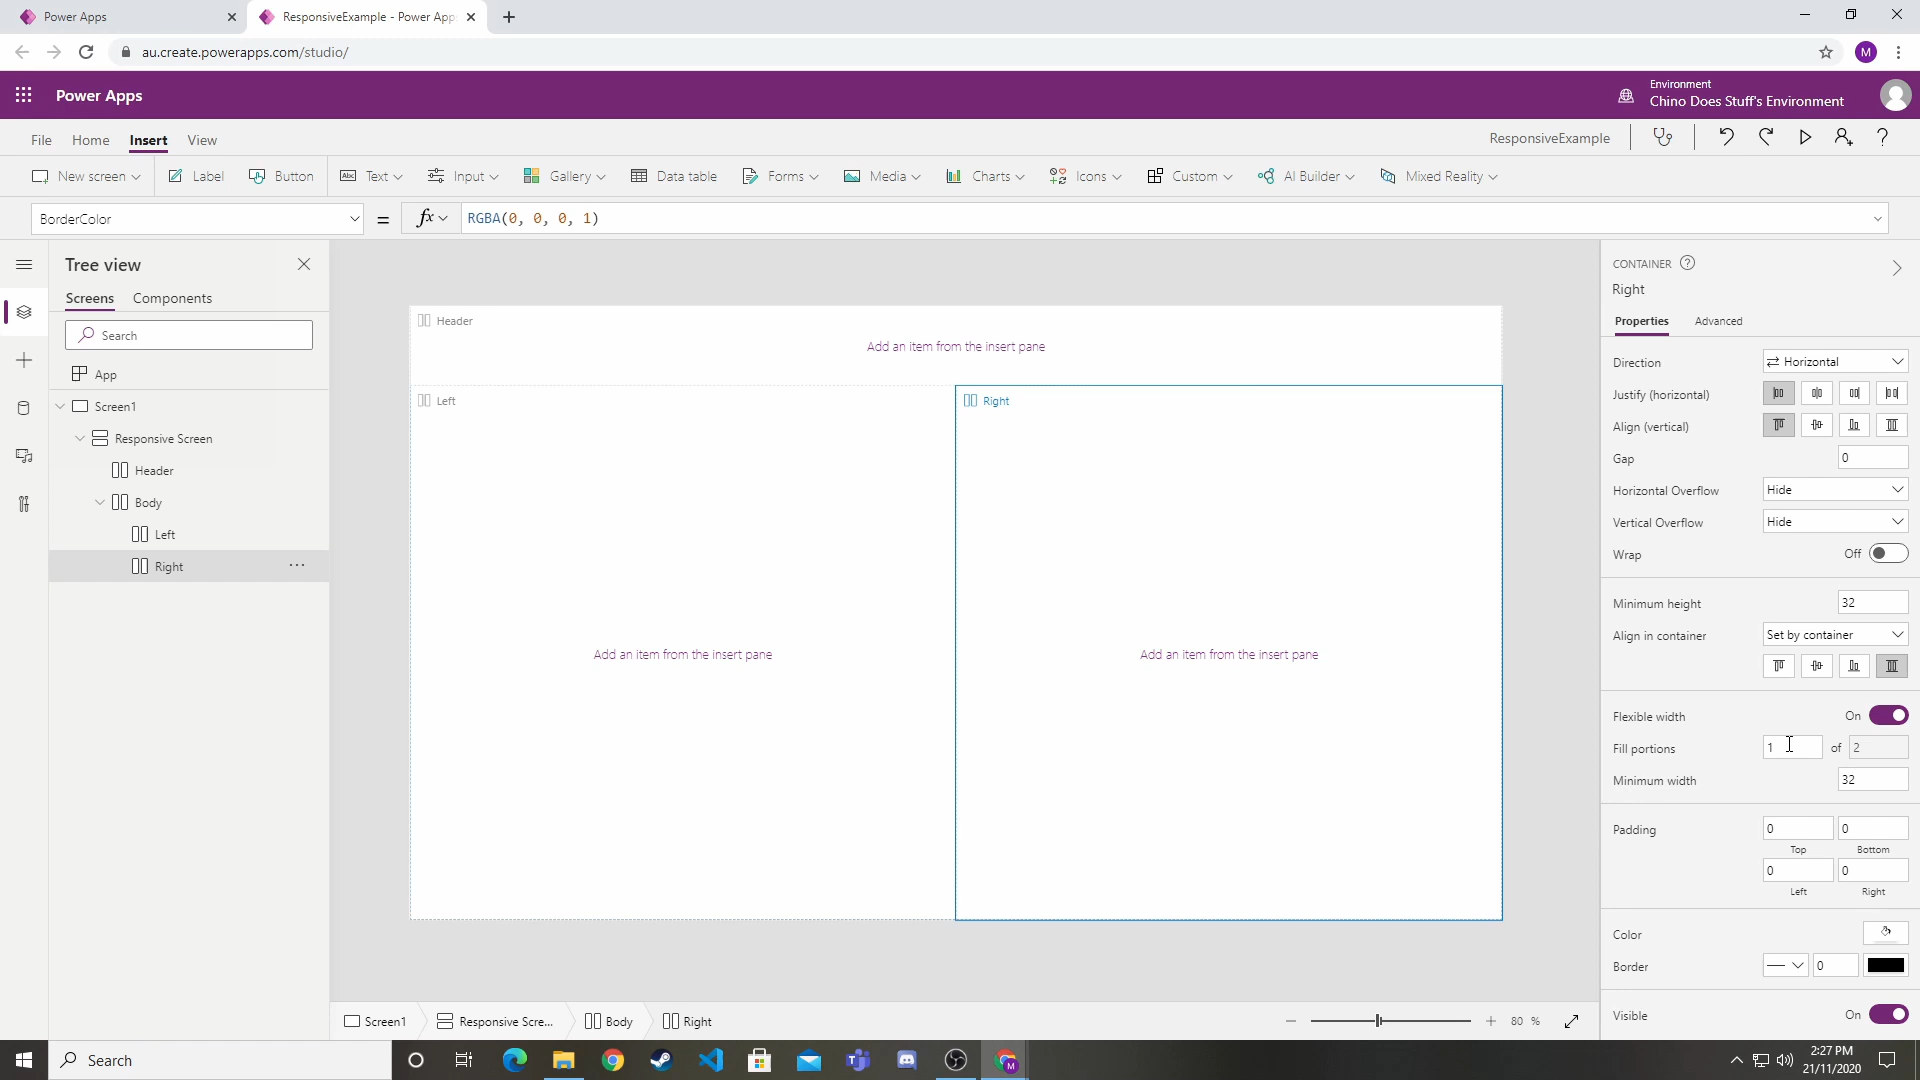 Power Apps
ResponsiveExample - Power App
au.create.powerapps.com/studio/
M
Power Apps
Environment
Chino Does Stuff's Environment
File Home Insert View
ResponsiveExample
New screen Label Button Text Input Gallery Data table Forms Media Charts Icons Custom AI Builder Mixed Reality
BorderColor = fx RGBA(0, 0, 0, 1)
Tree view
Screens Components
Search
App
Screen1
Responsive Screen
Header
Body
Left
Right
Header
Add an item from the insert pane
Left
Right
Add an item from the insert pane
Add an item from the insert pane
CONTAINER
Right
Properties Advanced
Direction Horizontal
Justify (horizontal)
Align (vertical)
Gap 0
Horizontal Overflow Hide
Vertical Overflow Hide
Wrap Off
Minimum height 32
Align in container Set by container
Flexible width On
Fill portions 1 of 2
Minimum width 32
Padding 0 0
Top Bottom
0 0
Left Right
Color
Border 0
Visible On
Screen1 Responsive Scre... Body Right
80 %
Search
M
2:27 PM
21/11/2020